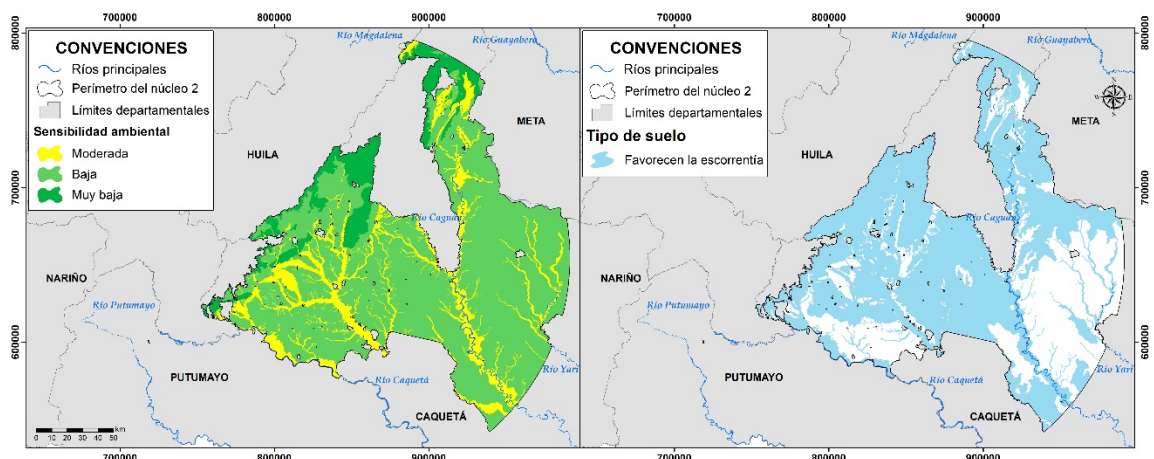 700000 800000 900000 700000 800000 900000
800000 800000
CONVENCIONES
Ríos principales
Perímetro del núcleo 2
Límites departamentales
Sensibilidad ambiental
Moderada
Baja
Muy baja
Río Magdalena
Río Guayabero
META
HUILA
700000
Río Caguán
NARIÑO
Río Putumayo
600000
PUTUMAYO
Río Caquetá
Río Yarí
CAQUETÁ
0 10 20 30 40 50 km
700000 800000 900000
CONVENCIONES
Ríos principales
Perímetro del núcleo 2
Límites departamentales
Tipo de suelo
Favorecen la escorrentía
Río Magdalena
Río Guayabero
META
HUILA
700000
Río Caguán
NARIÑO
Río Putumayo
600000
PUTUMAYO
Río Caquetá
Río Yarí
CAQUETÁ
700000 800000 900000